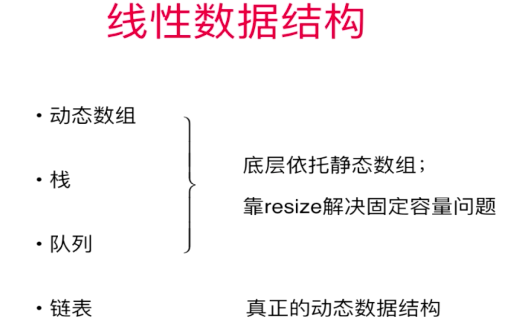 线性数据结构
• 动态数组
• 栈
• 队列
底层依托静态数组;
靠resize解决固定容量问题
• 链表
真正的动态数据结构